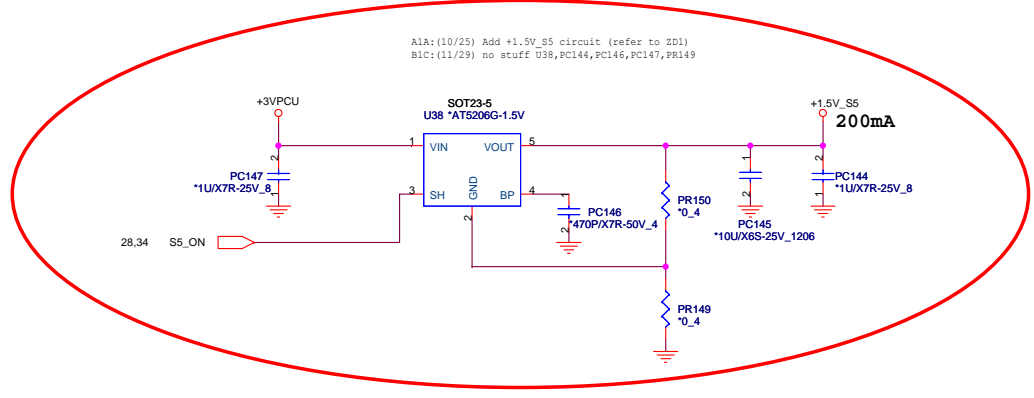 A1A:(10/25) Add +1.5V_S5 circuit (refer to ZD1)
B1C:(11/29) no stuff U38,PC144,PC146,PC147,PR149
+3VPCU
SOT23-5
U38 *AT5206G-1.5V
+1.5V_S5
200mA
1
VIN
VOUT
5
2
PC147
*1U/X7R-25V_8
1
3
SH
GND
BP
4
2
1
PC146
*470P/X7R-50V_4
2
PR150
*0_4
1
2
PC145
*10U/X6S-25V_1206
2
PC144
*1U/X7R-25V_8
1
28,34
S5_ON
PR149
*0_4